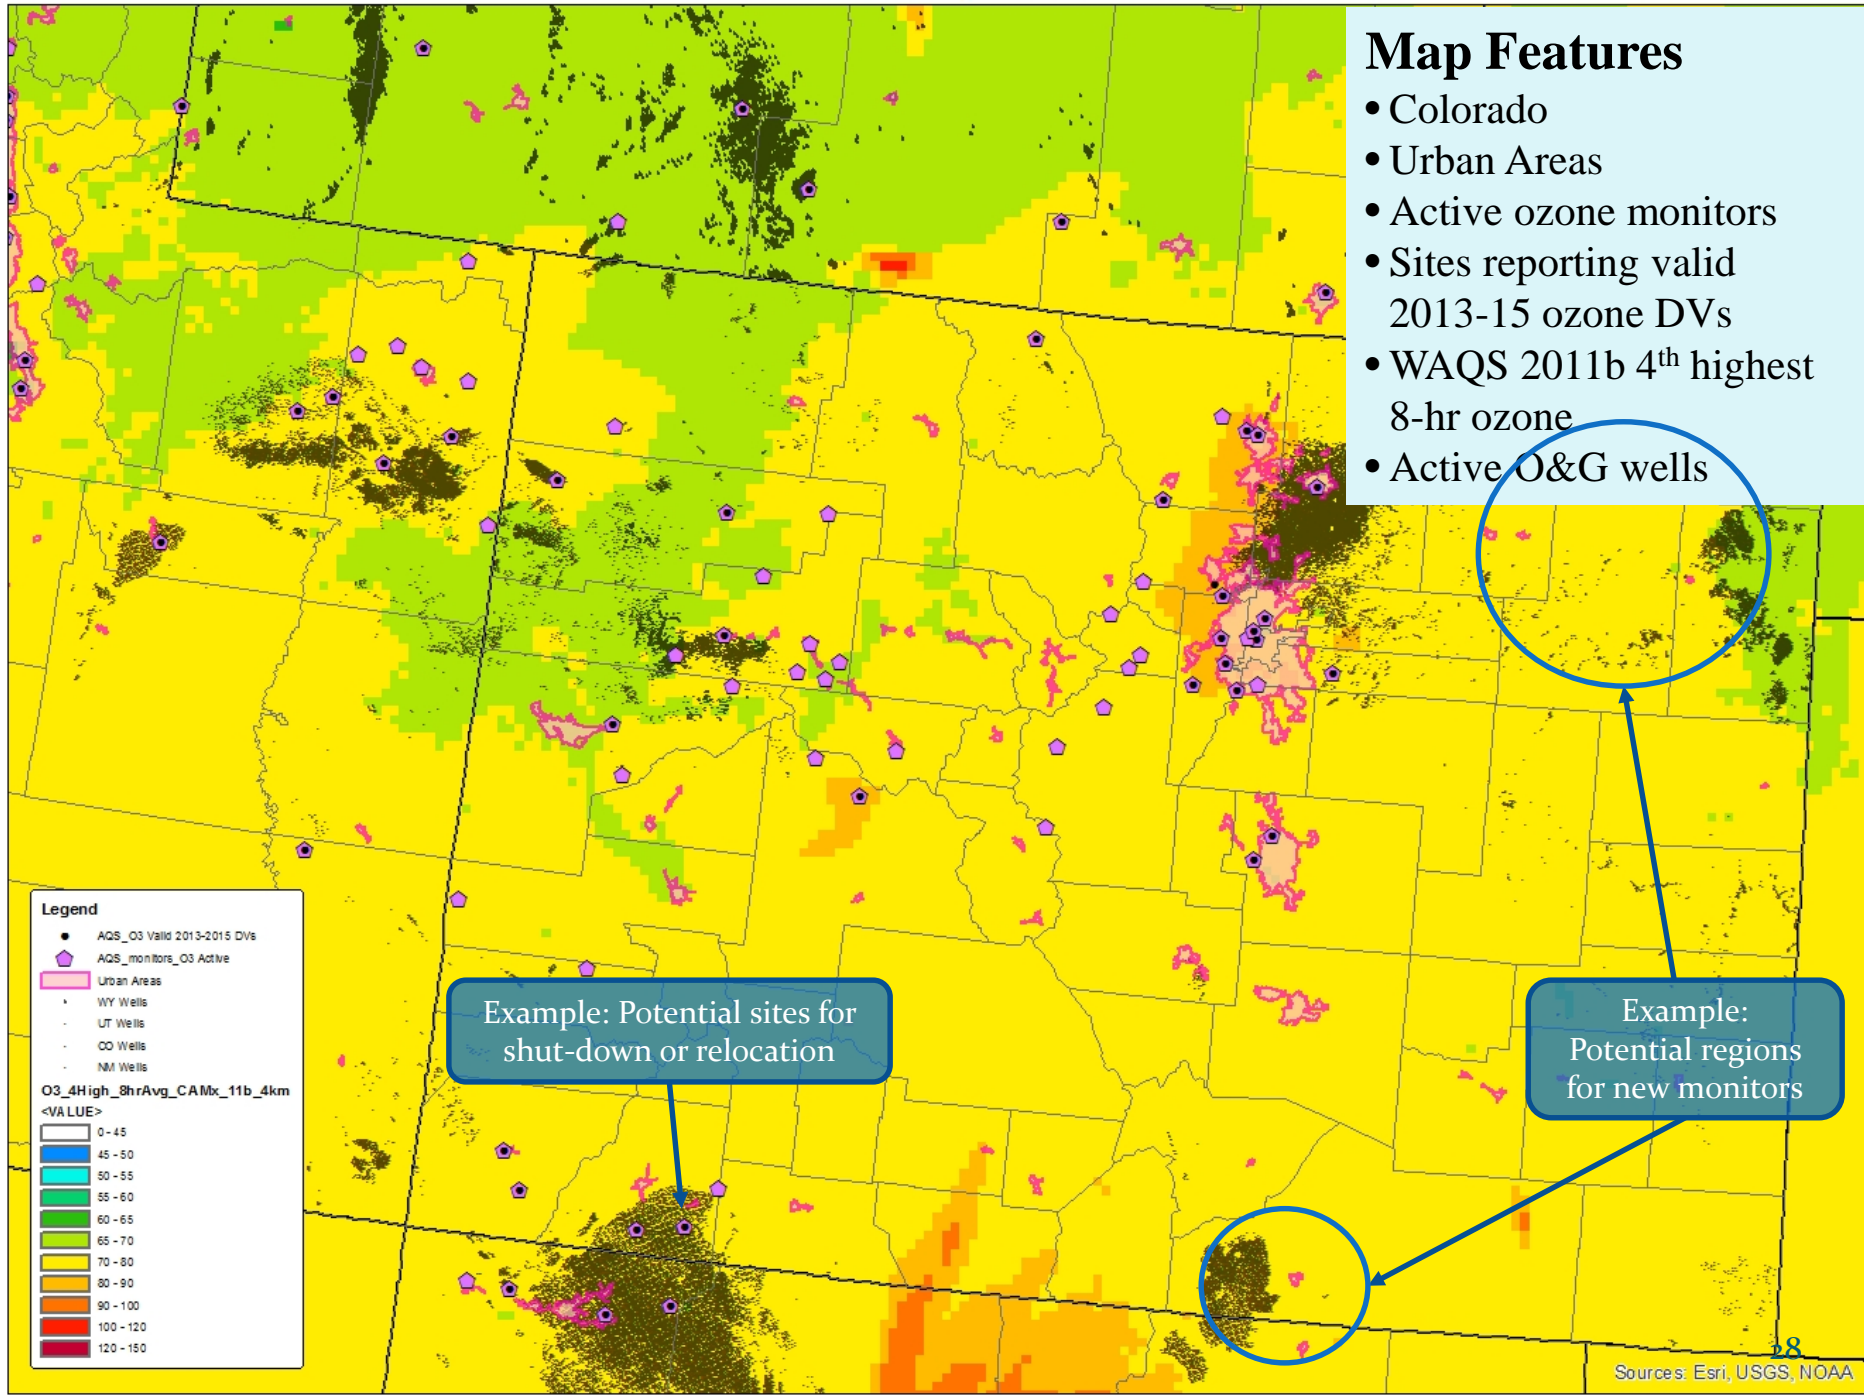 Map Features
• Colorado
• Urban Areas
• Active ozone monitors
• Sites reporting valid
2013-15 ozone DVs
• WAQS 2011b 4th highest
8-hr ozone
• Active O&G wells
Legend
AQS_O3 Valid 2013-2015 DVs
AQS_monitors_O3 Active
Urban Areas
WY Wells
UT Wells
CO Wells
NM Wells
O3_4High_8hrAvg_CAMx_11b_4km
<VALUE>
0 - 45
45 - 50
50 - 55
55 - 60
60 - 65
65 - 70
70 - 80
80 - 90
90 - 100
100 - 120
120 - 150
Example: Potential sites for
shut-down or relocation
Example:
Potential regions
for new monitors
28
Sources: Esri, USGS, NOAA